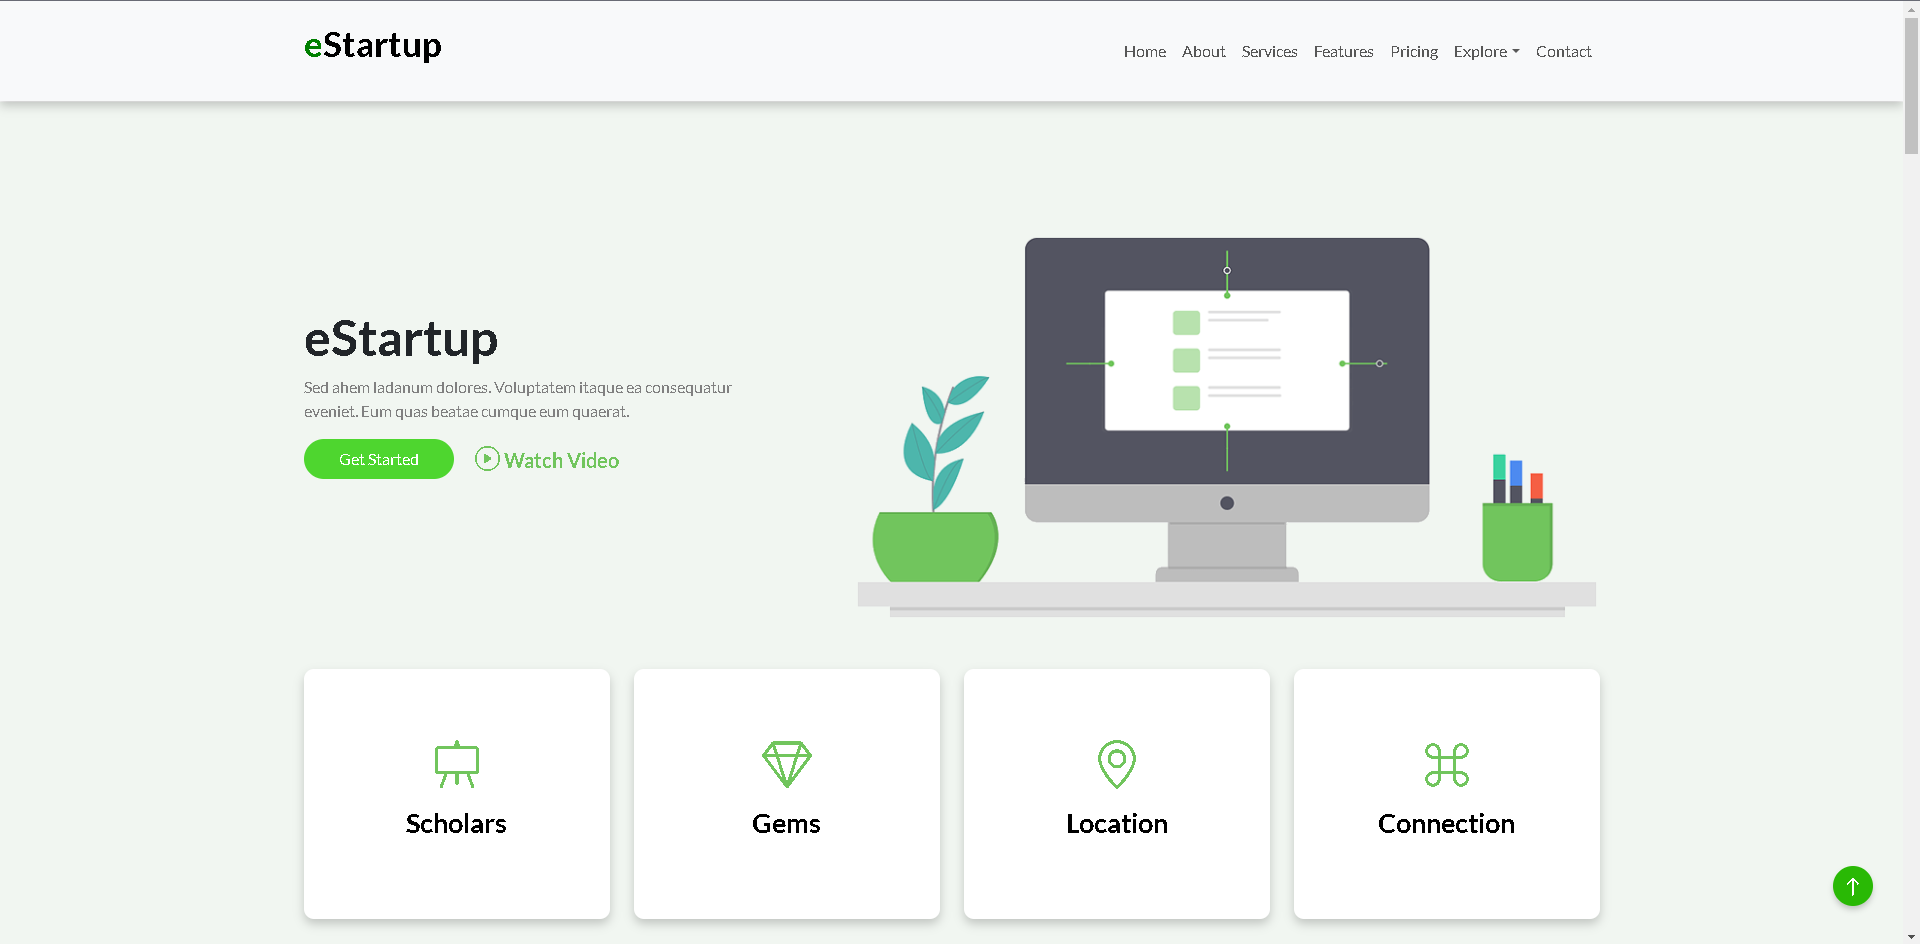 eStartup
Home About Services Features Pricing Explore Contact
eStartup
Sed ahem ladanum dolores. Voluptatem itaque ea consequatur
eveniet. Eum quas beatae cumque eum quaerat.
Get Started Watch Video
Scholars Gems Location Connection